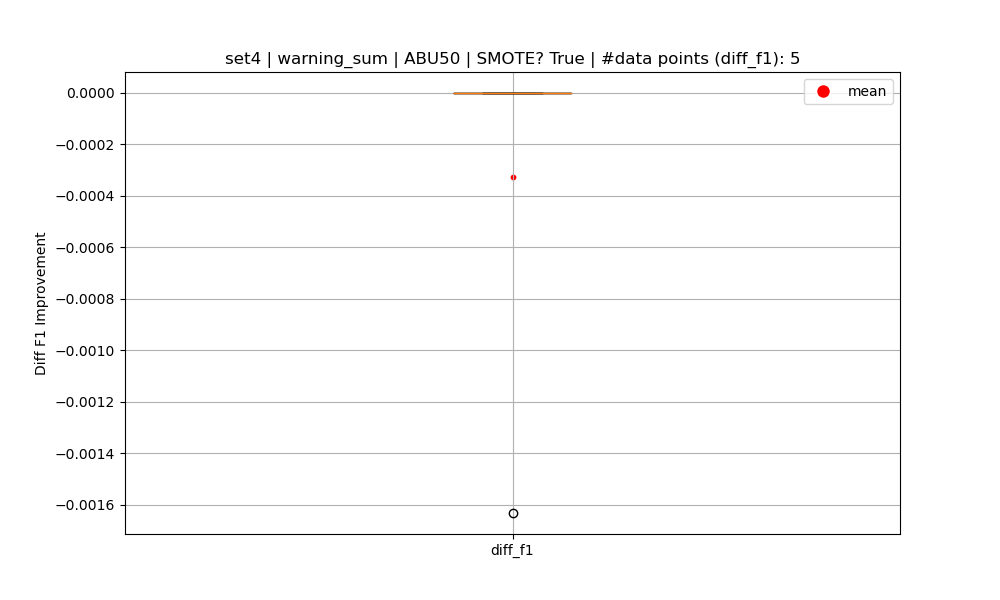 set4 | warning_sum | ABU50 | SMOTE? True | #data points (diff_f1): 5
mean
Diff F1 Improvement
0.0000
−0.0002
−0.0004
−0.0006
−0.0008
−0.0010
−0.0012
−0.0014
−0.0016
diff_f1